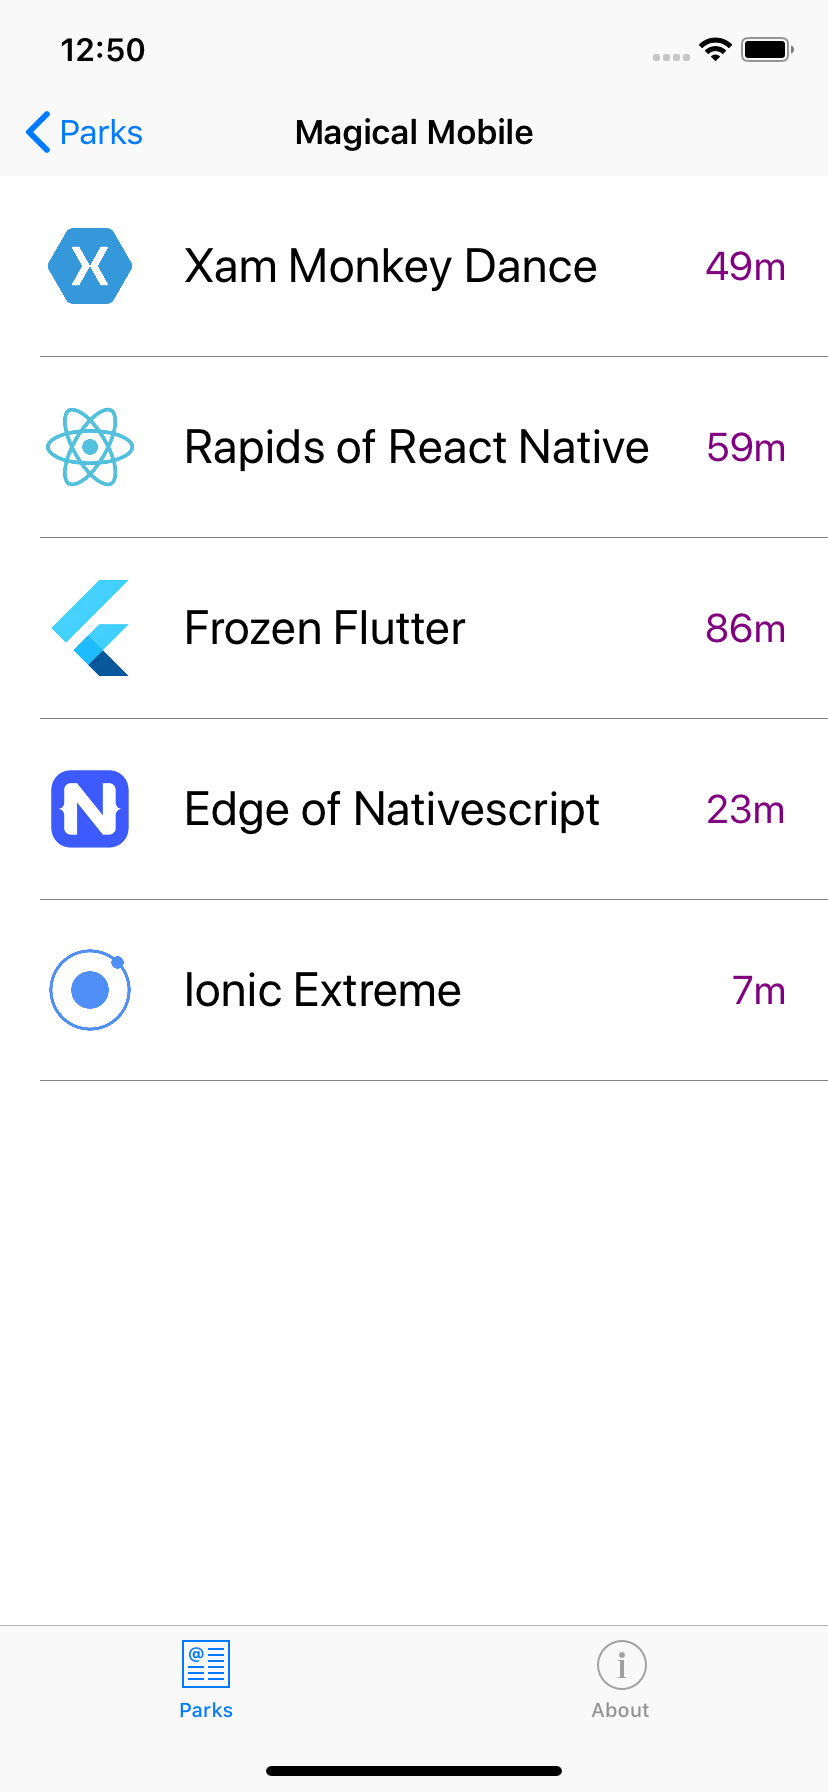 12:50
Parks
Magical Mobile
X
Xam Monkey Dance
49m
Rapids of React Native
59m
Frozen Flutter
86m
N
Edge of Nativescript
23m
Ionic Extreme
7m
@
i
Parks
About